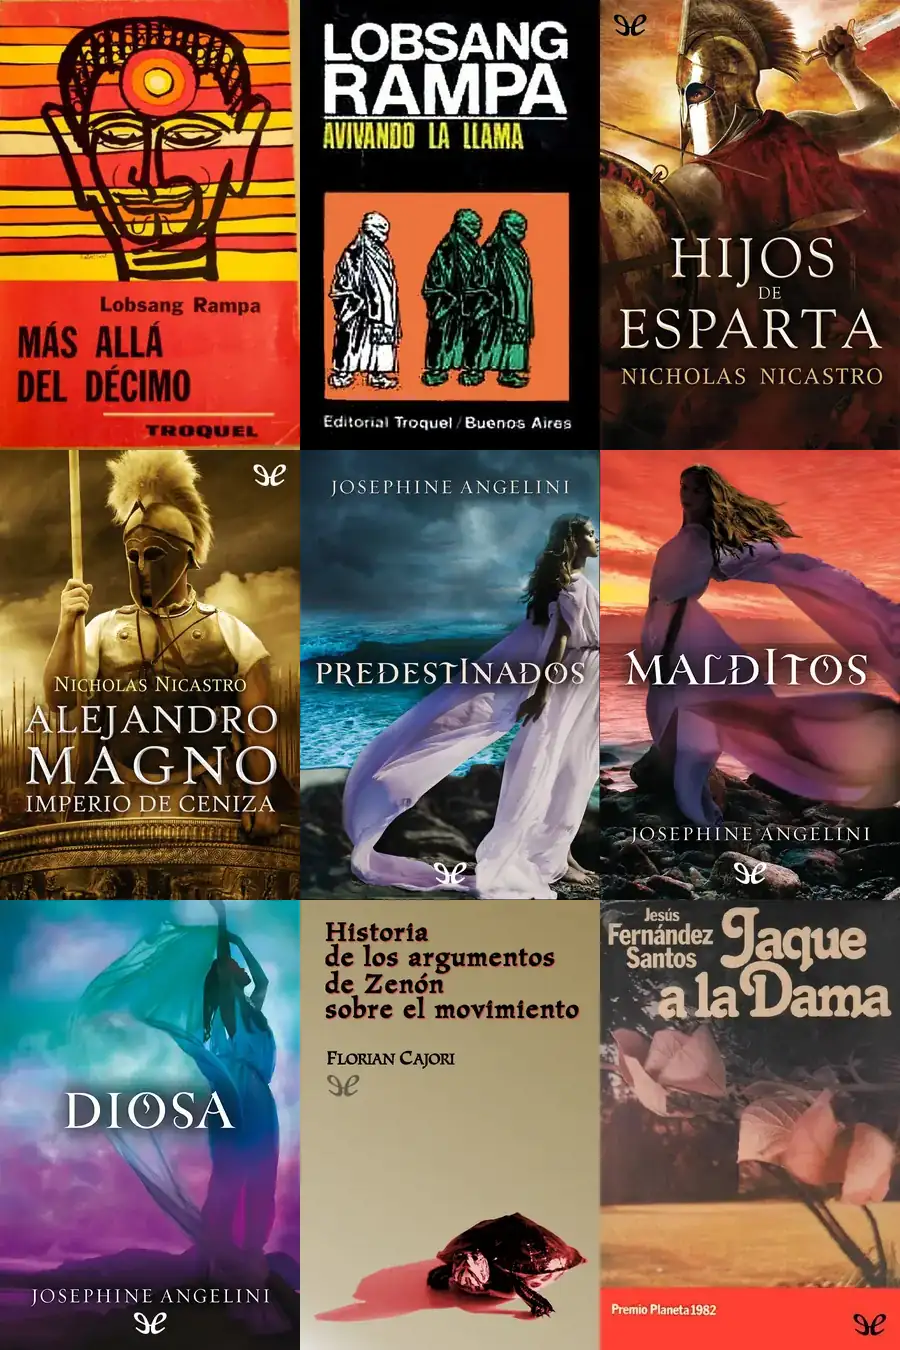 Lobsang Rampa
MÁS ALLÁ
DEL DÉCIMO
TROQUEL
LOBSANG
RAMPA
AVIVANDO LA LLAMA
Editorial Troquel / Buenos Aires
HIJOS
DE
ESPARTA
NICHOLAS NICASTRO
NICHOLAS NICASTRO
ALEJANDRO
MAGNO
IMPERIO DE CENIZA
JOSEPHINE ANGELINI
PREDESTINADOS
MALDITOS
JOSEPHINE ANGELINI
DIOSA
JOSEPHINE ANGELINI
Historia
de los argumentos
de Zenón
sobre el movimiento
FLORIAN CAJORI
Jesús
Fernández
Santos
Jaque
a la Dama
Premio Planeta 1982